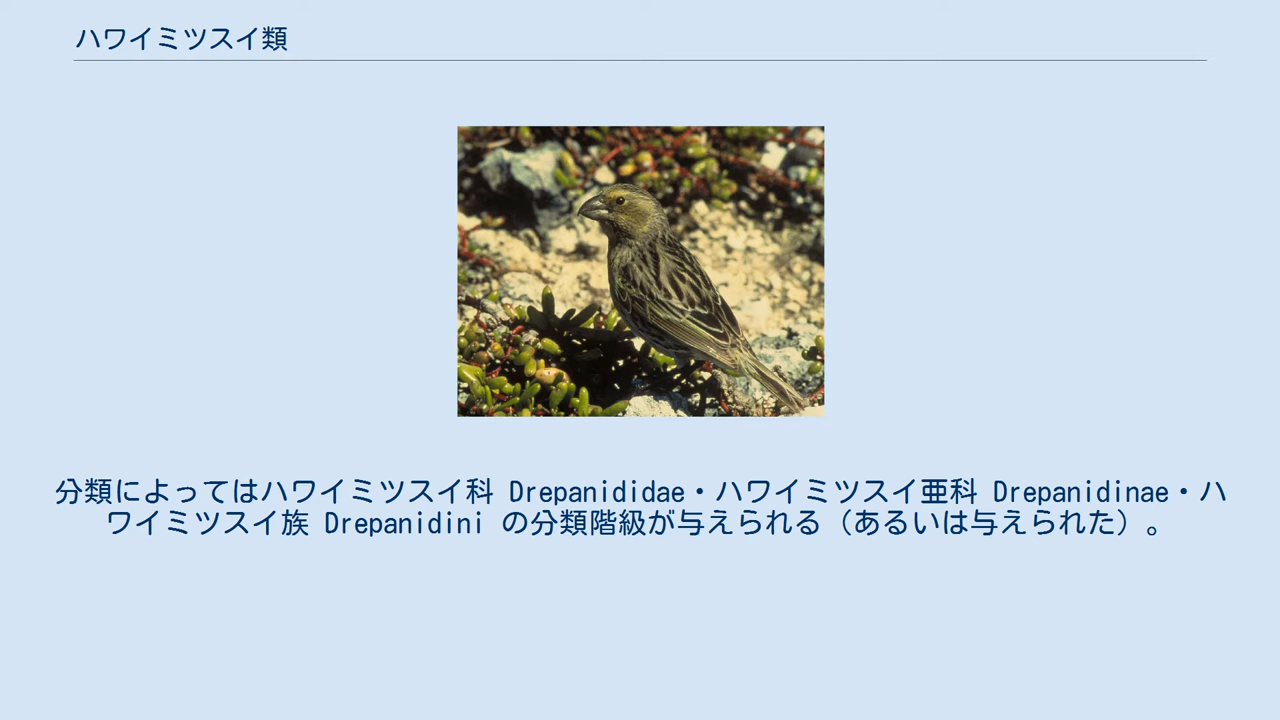 ハワイミツスイ類
分類によってはハワイミツスイ科 Drepanididae・ハワイミツスイ亜科 Drepanidinae・ハ
ワイミツスイ族 Drepanidini の分類階級が与えられる（あるいは与えられた）。